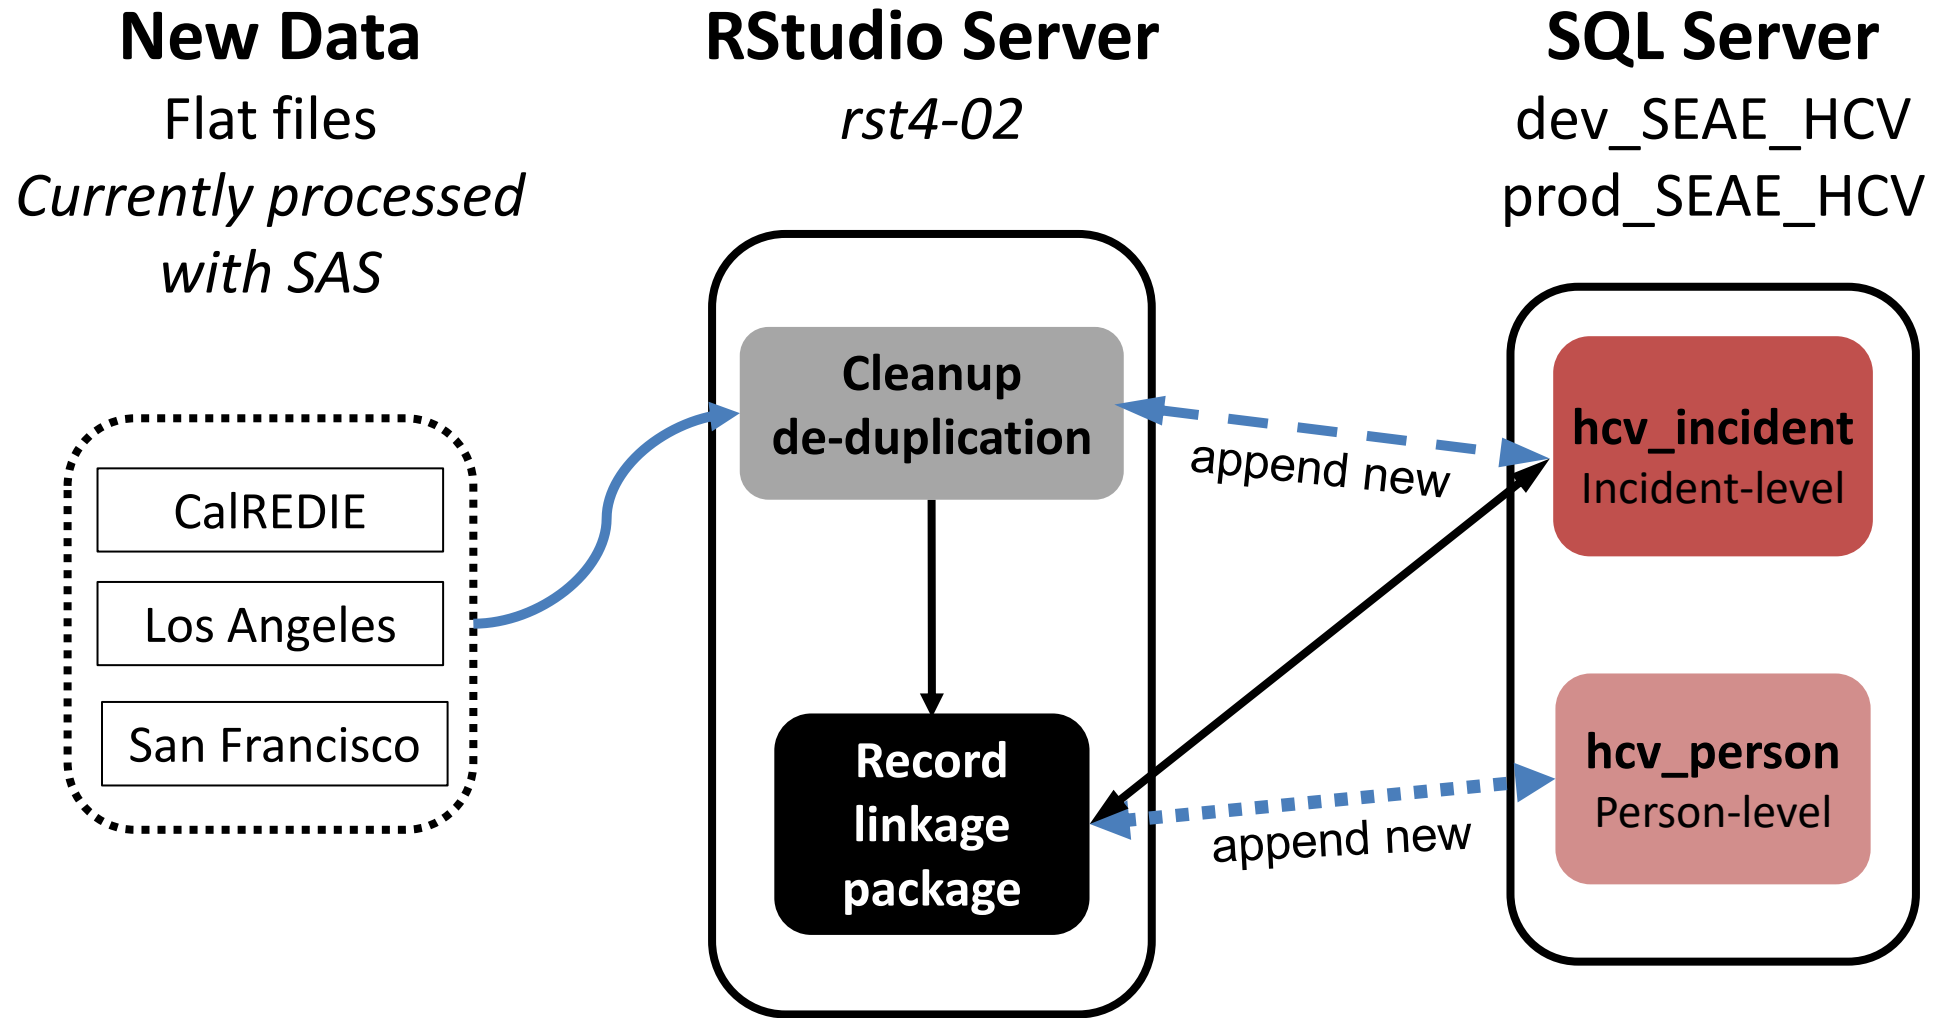 New Data
Flat files
Currently processed
with SAS
CalREDIE
Los Angeles
San Francisco
RStudio Server
rst4-02
Cleanup
de-duplication
Record
linkage
package
append new
append new
SQL Server
dev_SEAE_HCV
prod_SEAE_HCV
hcv_incident
Incident-level
hcv_person
Person-level